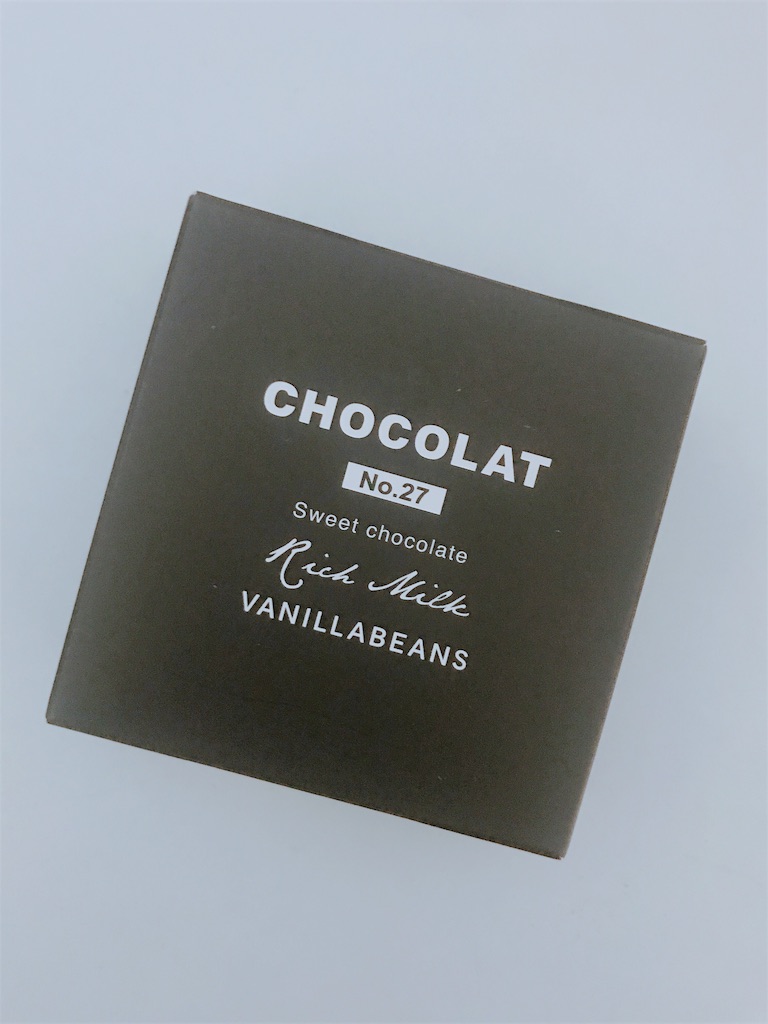 CHOCOLAT
No.27
Sweet chocolate
Rich Milk
VANILLABEANS